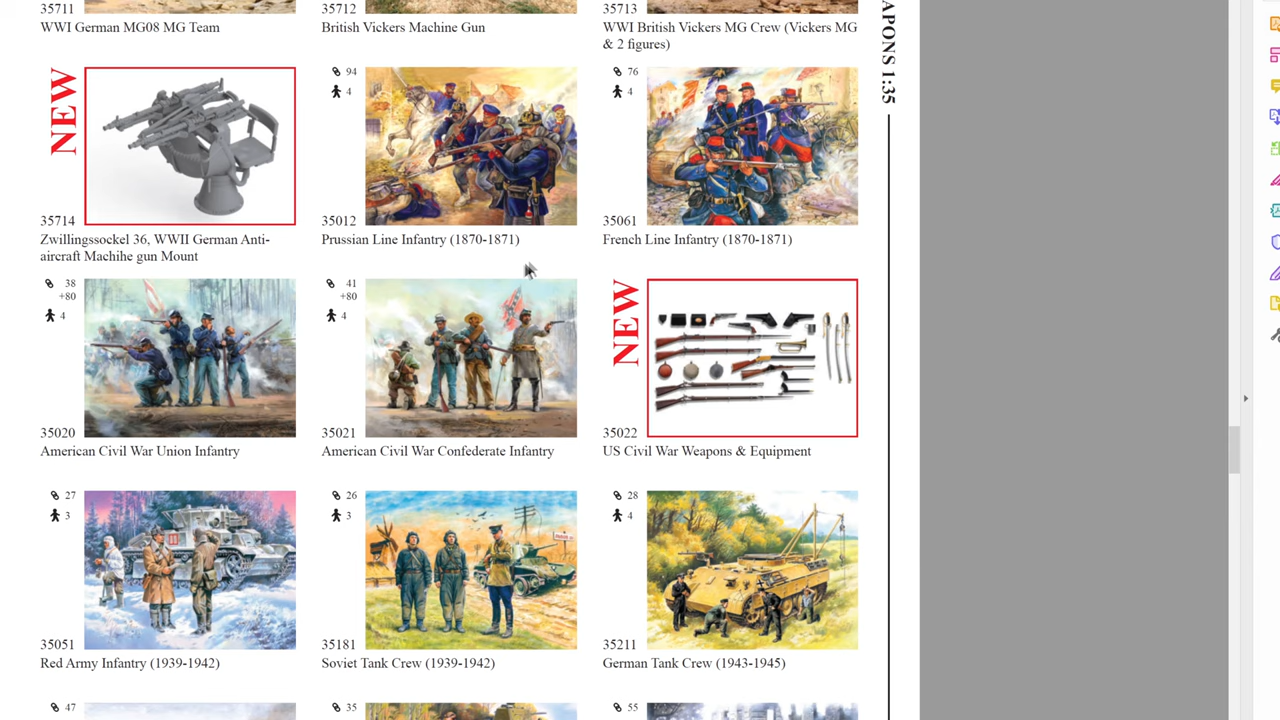 35711
WWI German MG08 MG Team
35712
British Vickers Machine Gun
35713
WWI British Vickers MG Crew (Vickers MG
& 2 figures)
APONS 1:35
NEW
35714
Zwillingssockel 36, WWII German Anti-
aircraft Machihe gun Mount
94
4
35012
Prussian Line Infantry (1870-1871)
76
4
35061
French Line Infantry (1870-1871)
38
+80
4
35020
American Civil War Union Infantry
41
+80
4
35021
American Civil War Confederate Infantry
NEW
35022
US Civil War Weapons & Equipment
27
3
35051
Red Army Infantry (1939-1942)
26
3
35181
Soviet Tank Crew (1939-1942)
28
4
35211
German Tank Crew (1943-1945)
47
35
55